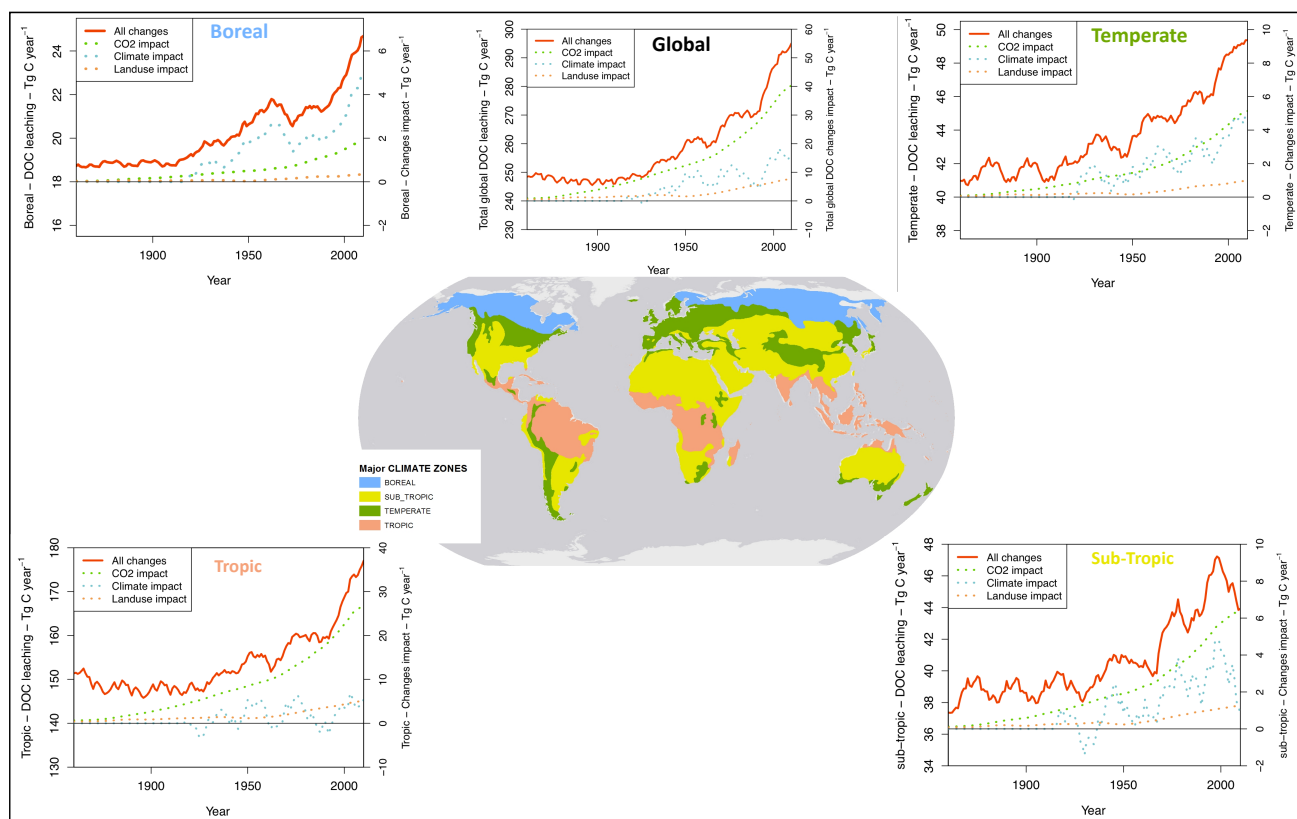 Boreal
All changes
CO2 impact
Climate impact
Landuse impact
Boreal – DOC leaching – Tg C year⁻¹
16 18 20 22 24
Boreal – Changes impact – Tg C year⁻¹
−2 0 2 4 6
1900 1950 2000
Year
Global
All changes
CO2 impact
Climate impact
Landuse impact
Total global DOC leaching – Tg C year⁻¹
230 240 250 260 270 280 290 300
Total global DOC changes impact – Tg C year⁻¹
−10 0 10 20 30 40 50 60
1900 1950 2000
Year
Temperate
All changes
CO2 impact
Climate impact
Landuse impact
Temperate – DOC leaching – Tg C year⁻¹
38 40 42 44 46 48 50
Temperate – Changes impact – Tg C year⁻¹
−2 0 2 4 6 8 10
1900 1950 2000
Year
Major CLIMATE ZONES
BOREAL
SUB_TROPIC
TEMPERATE
TROPIC
Tropic
All changes
CO2 impact
Climate impact
Landuse impact
Tropic – DOC leaching – Tg C year⁻¹
130 140 150 160 170 180
Tropic – Changes impact – Tg C year⁻¹
−10 0 10 20 30 40
1900 1950 2000
Year
Sub-Tropic
All changes
CO2 impact
Climate impact
Landuse impact
sub−tropic – DOC leaching – Tg C year⁻¹
34 36 38 40 42 44 46 48
sub−tropic – Changes impact – Tg C year⁻¹
−2 0 2 4 6 8 10
1900 1950 2000
Year